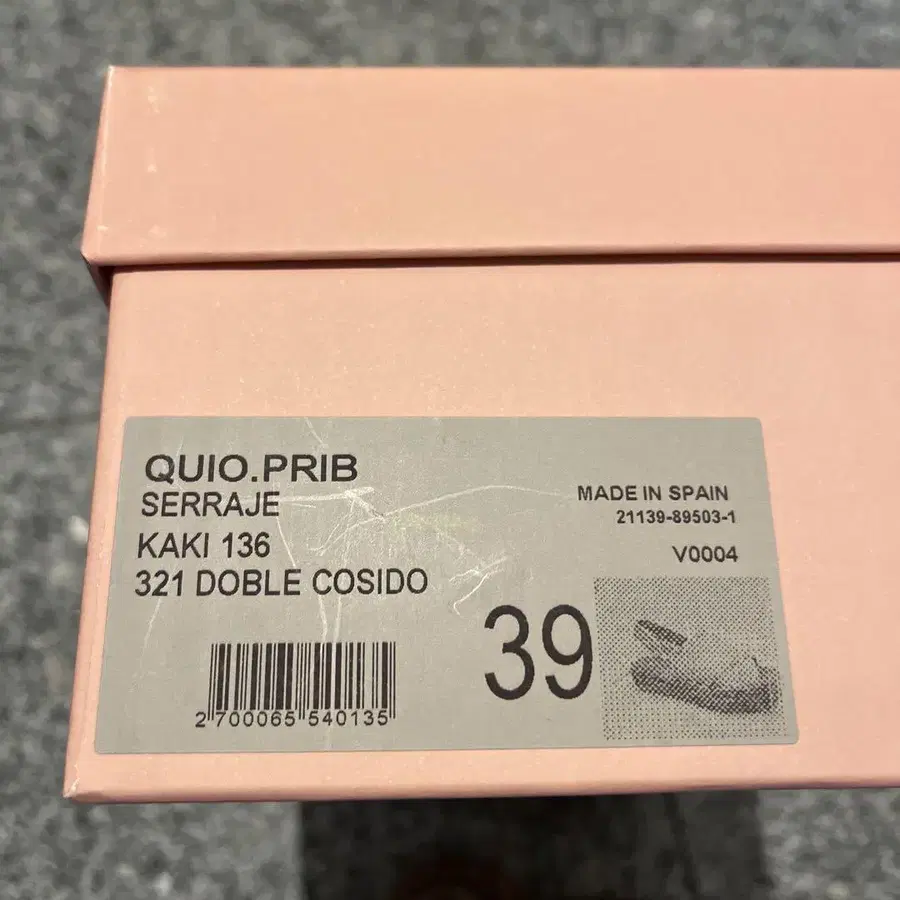 QUIO.PRIB
SERRAJE
KAKI 136
321 DOBLE COSIDO
MADE IN SPAIN
21139-89503-1
V0004
39
2 700065 540135